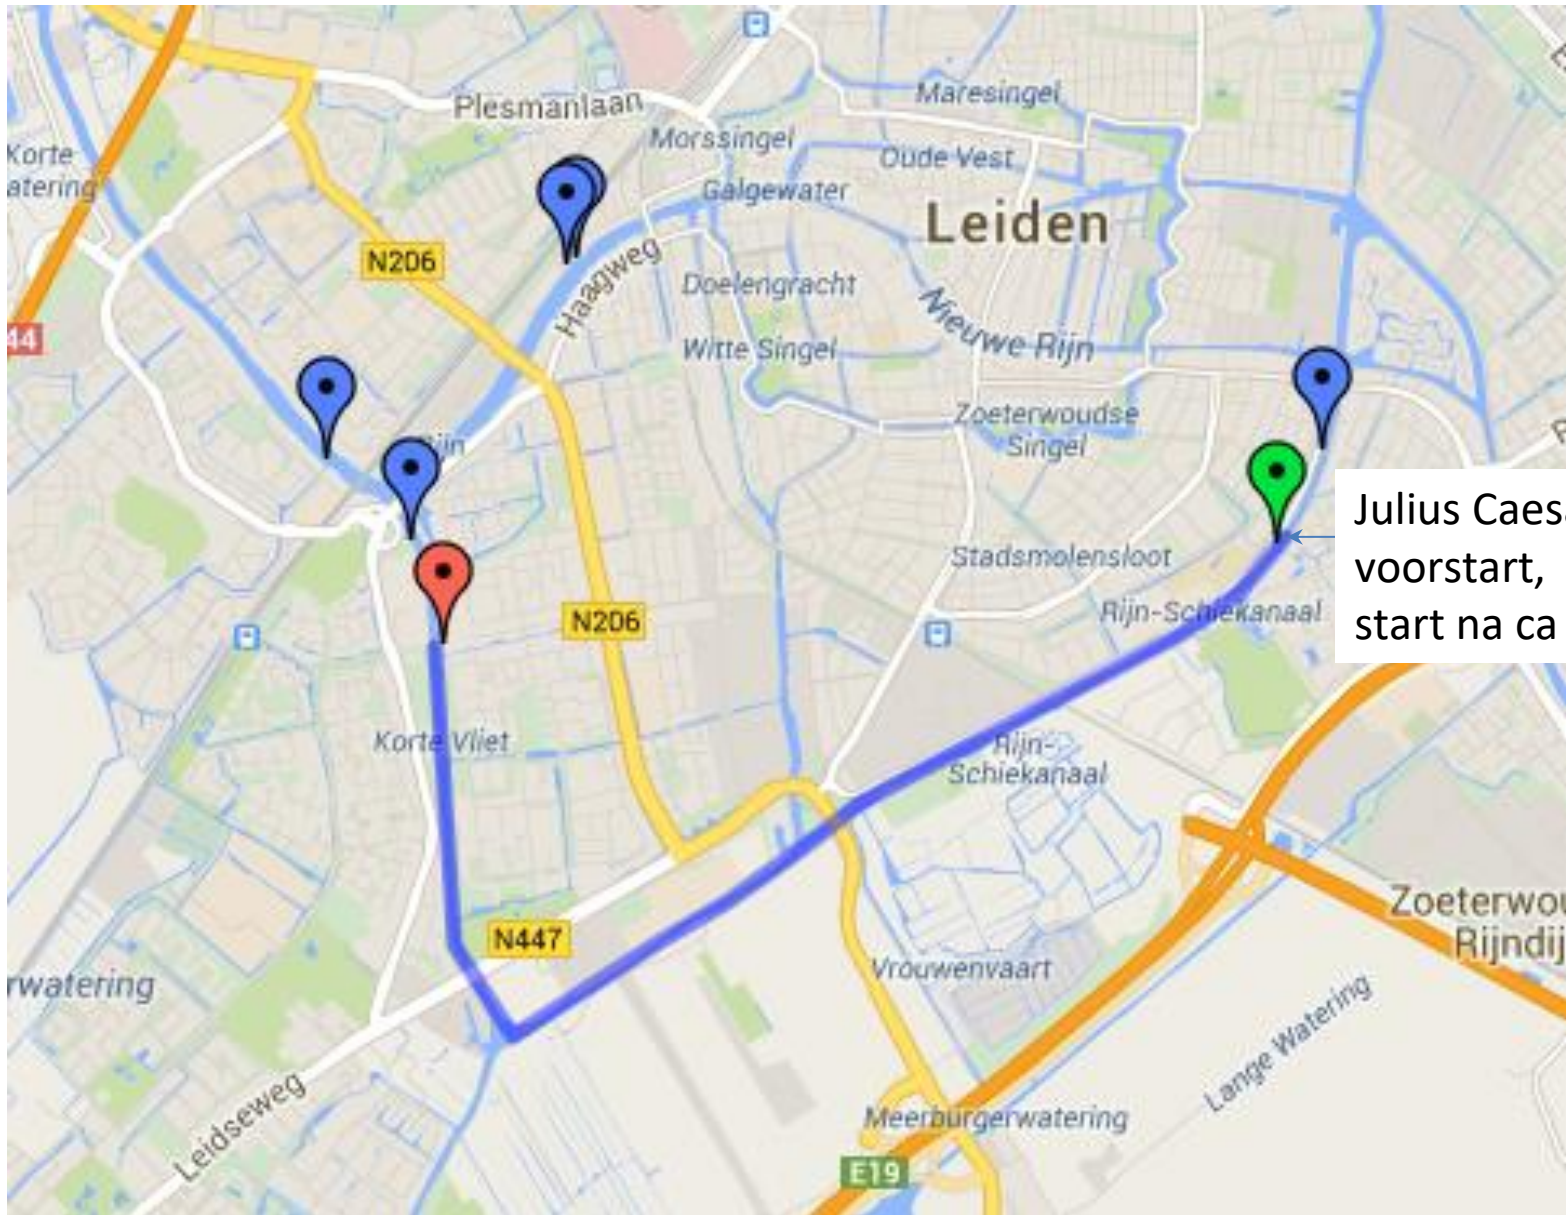 Plesmanlaan
Maresingel
Morssingel
Korte
atering
Oude Vest
Galgewater
Leiden
N206
Haagweg
Doelengracht
Nieuwe Rijn
44
Witte Singel
Zoeterwoudse
Singel
Julius Caes
voorstart,
start na ca
Stadsmolensloot
Rijn-Schiekanaal
N206
Korte Vliet
Rijn-
Schiekanaal
N447
Zoeterwou
Rijndij
Vrouwenvaart
rwatering
Lange Watering
Leidseweg
Meerburgerwatering
E19